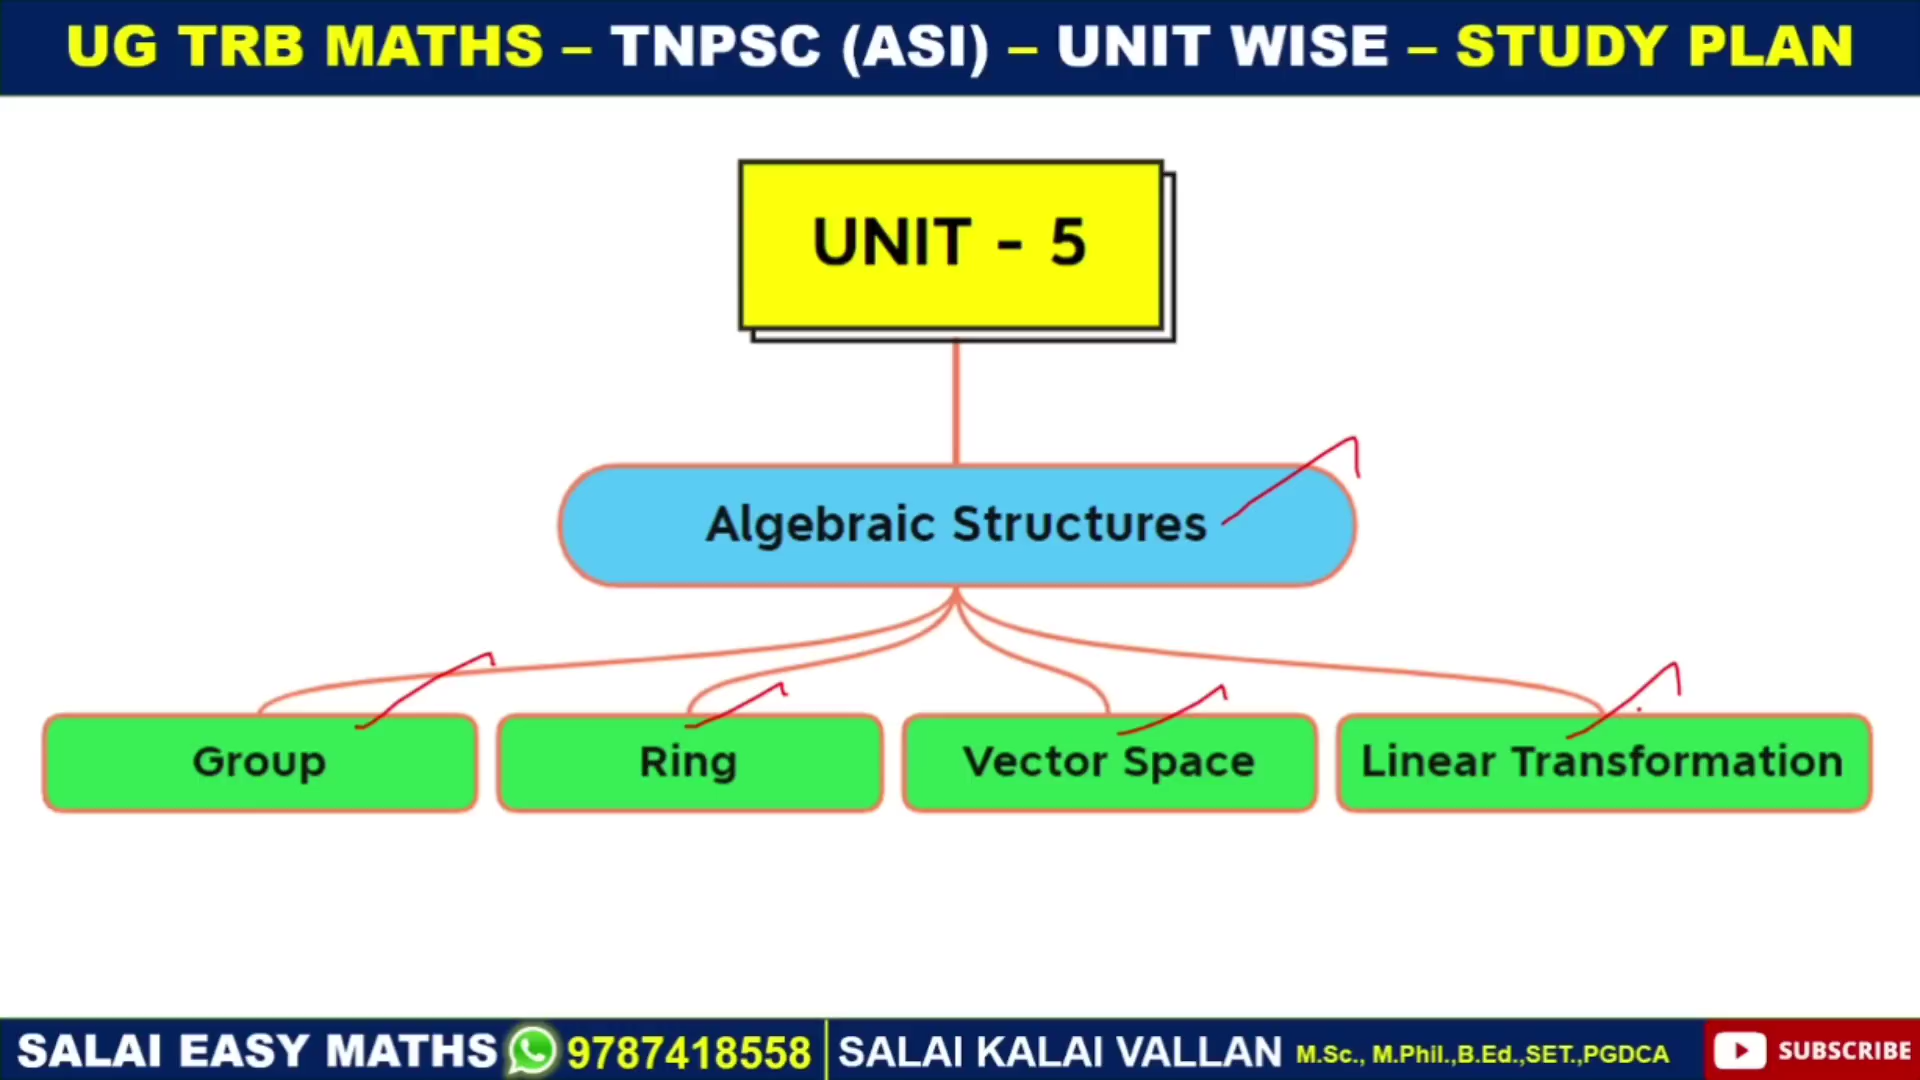 UG TRB MATHS – TNPSC (ASI) – UNIT WISE – STUDY PLAN
UNIT - 5
Algebraic Structures
Group
Ring
Vector Space
Linear Transformation
SALAI EASY MATHS 9787418558 SALAI KALAI VALLAN M.Sc., M.Phil.,B.Ed.,SET.,PGDCA SUBSCRIBE